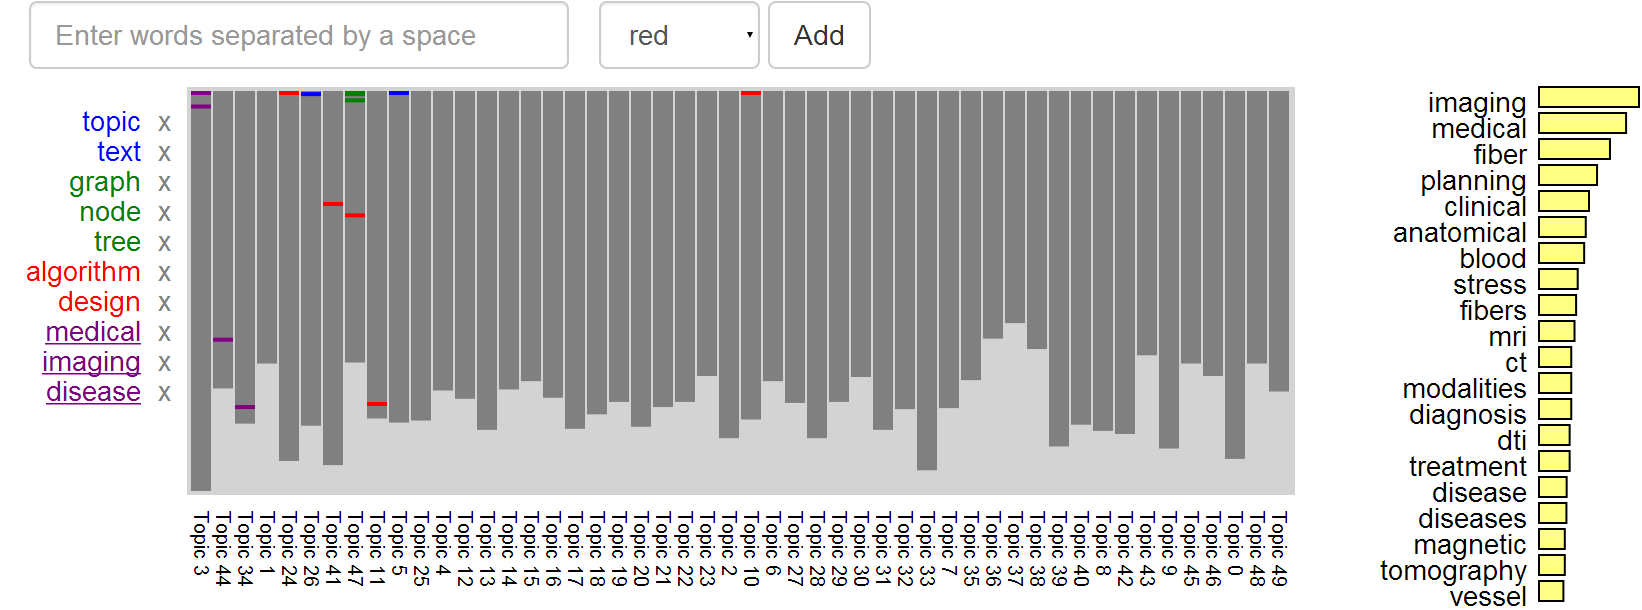 Enter words separated by a space
red
Add
topic x
text x
graph x
node x
tree x
algorithm x
design x
medical x
imaging x
disease x
Topic 3
Topic 44
Topic 34
Topic 1
Topic 24
Topic 26
Topic 41
Topic 47
Topic 11
Topic 5
Topic 25
Topic 4
Topic 12
Topic 13
Topic 14
Topic 15
Topic 16
Topic 17
Topic 18
Topic 19
Topic 20
Topic 21
Topic 22
Topic 23
Topic 2
Topic 10
Topic 6
Topic 27
Topic 28
Topic 29
Topic 30
Topic 31
Topic 32
Topic 33
Topic 7
Topic 35
Topic 36
Topic 37
Topic 38
Topic 39
Topic 40
Topic 8
Topic 42
Topic 43
Topic 9
Topic 45
Topic 46
Topic 0
Topic 48
Topic 49
imaging
medical
fiber
planning
clinical
anatomical
blood
stress
fibers
mri
ct
modalities
diagnosis
dti
treatment
disease
diseases
magnetic
tomography
vessel